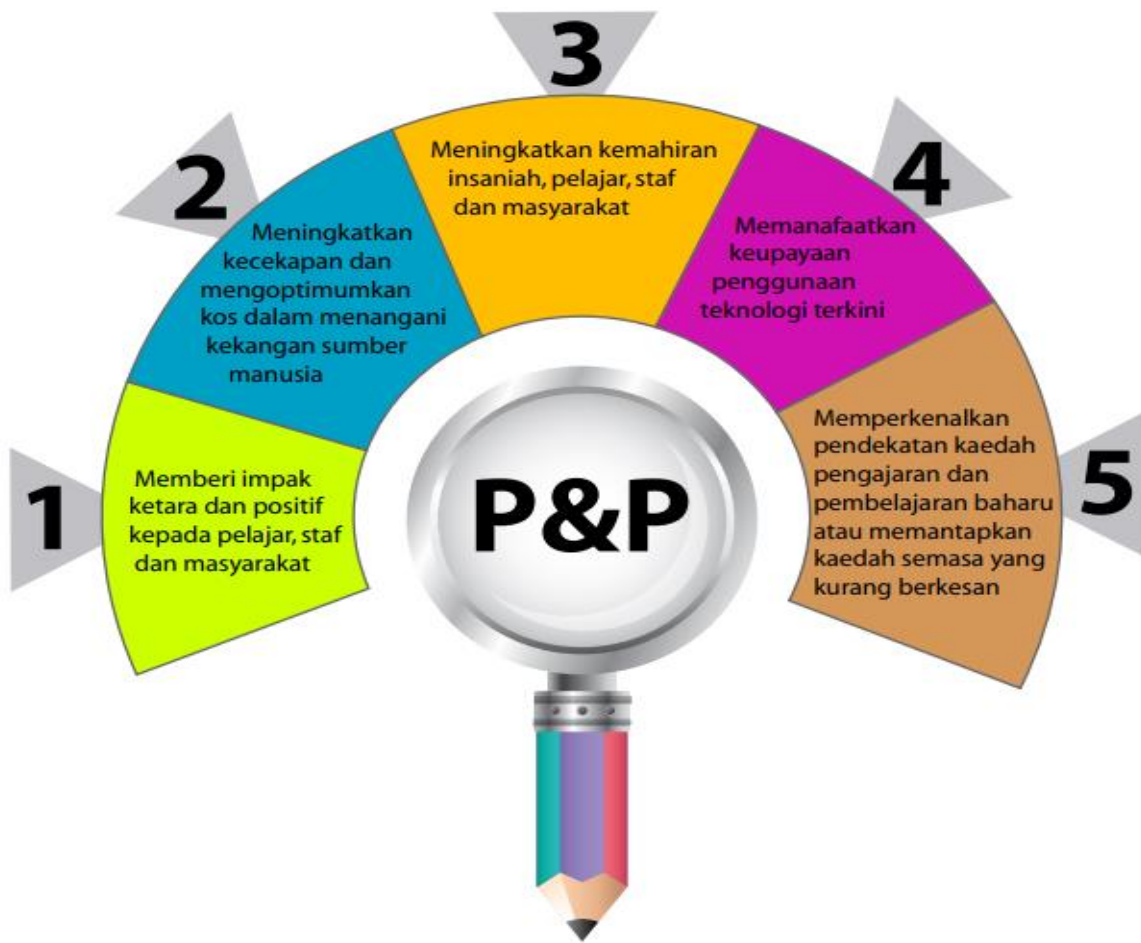 1
Memberi impak
ketara dan positif
kepada pelajar, staf
dan masyarakat
2
Meningkatkan
kecekapan dan
mengoptimumkan
kos dalam menangani
kekangan sumber
manusia
3
Meningkatkan kemahiran
insaniah, pelajar, staf
dan masyarakat
4
Memanafaatkan
keupayaan
penggunaan
teknologi terkini
5
Memperkenalkan
pendekatan kaedah
pengajaran dan
pembelajaran baharu
atau memantapkan
kaedah semasa yang
kurang berkesan
P&P